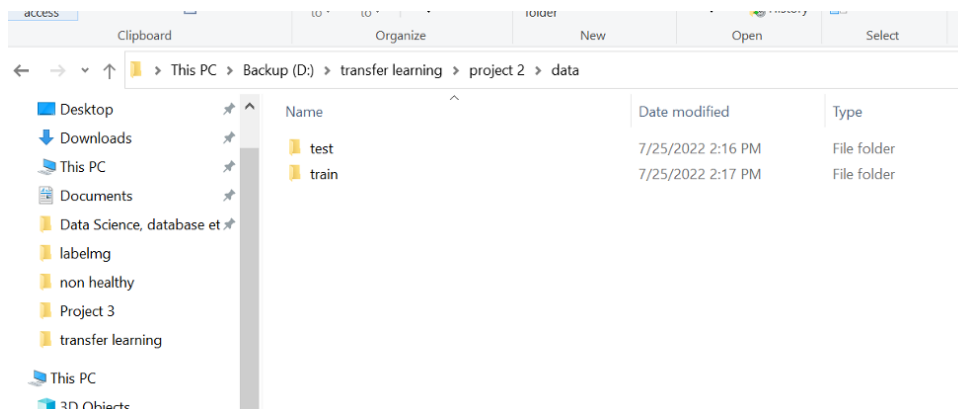 access to to folder History
Clipboard Organize New Open Select
This PC > Backup (D:) > transfer learning > project 2 > data
Desktop
Downloads
This PC
Documents
Data Science, database et
labelmg
non healthy
Project 3
transfer learning
This PC
3D Objects
Name Date modified Type
test 7/25/2022 2:16 PM File folder
train 7/25/2022 2:17 PM File folder